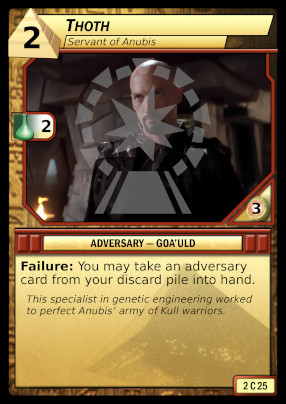 2
THOTH
Servant of Anubis
2
3
ADVERSARY – GOA'ULD
Failure: You may take an adversary
card from your discard pile into hand.
This specialist in genetic engineering worked
to perfect Anubis' army of Kull warriors.
2 C 25